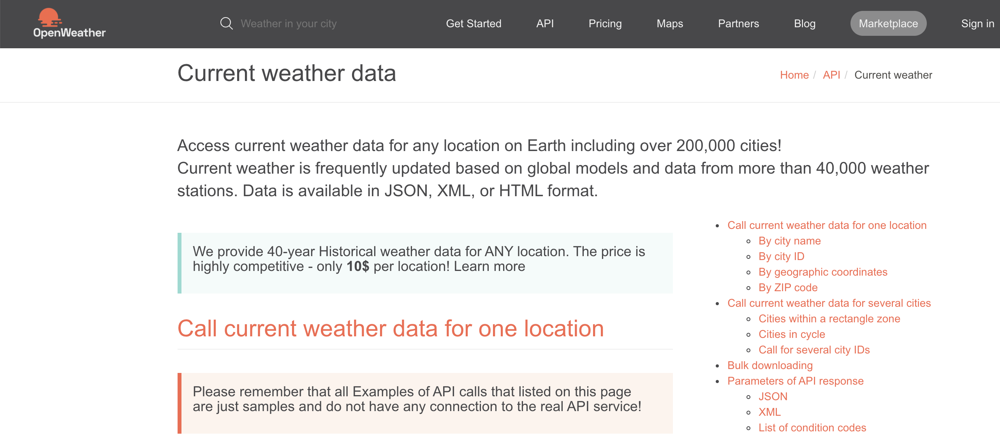 OpenWeather
Weather in your city
Get Started
API
Pricing
Maps
Partners
Blog
Marketplace
Sign in
Current weather data
Home / API / Current weather
Access current weather data for any location on Earth including over 200,000 cities!
Current weather is frequently updated based on global models and data from more than 40,000 weather
stations. Data is available in JSON, XML, or HTML format.
We provide 40-year Historical weather data for ANY location. The price is
highly competitive - only 10$ per location! Learn more
Call current weather data for one location
Please remember that all Examples of API calls that listed on this page
are just samples and do not have any connection to the real API service!
Call current weather data for one location
By city name
By city ID
By geographic coordinates
By ZIP code
Call current weather data for several cities
Cities within a rectangle zone
Cities in cycle
Call for several city IDs
Bulk downloading
Parameters of API response
JSON
XML
List of condition codes